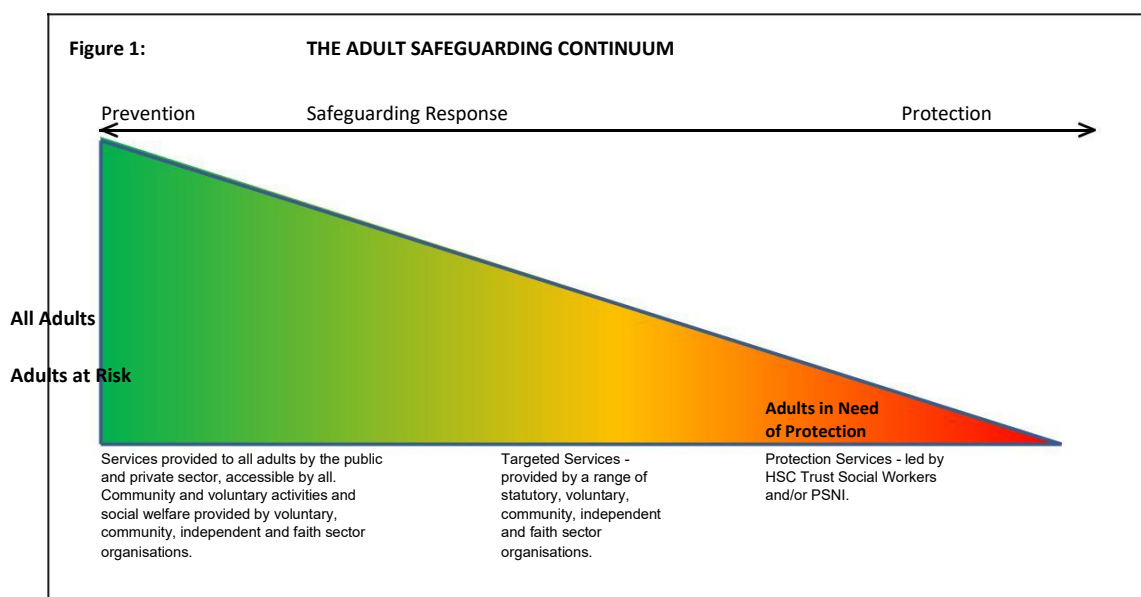 Figure 1: THE ADULT SAFEGUARDING CONTINUUM
Prevention Safeguarding Response Protection
All Adults
Adults at Risk
Adults in Need
of Protection
Services provided to all adults by the public
and private sector, accessible by all.
Community and voluntary activities and
social welfare provided by voluntary,
community, independent and faith sector
organisations.
Targeted Services -
provided by a range of
statutory, voluntary,
community, independent
and faith sector
organisations.
Protection Services - led by
HSC Trust Social Workers
and/or PSNI.